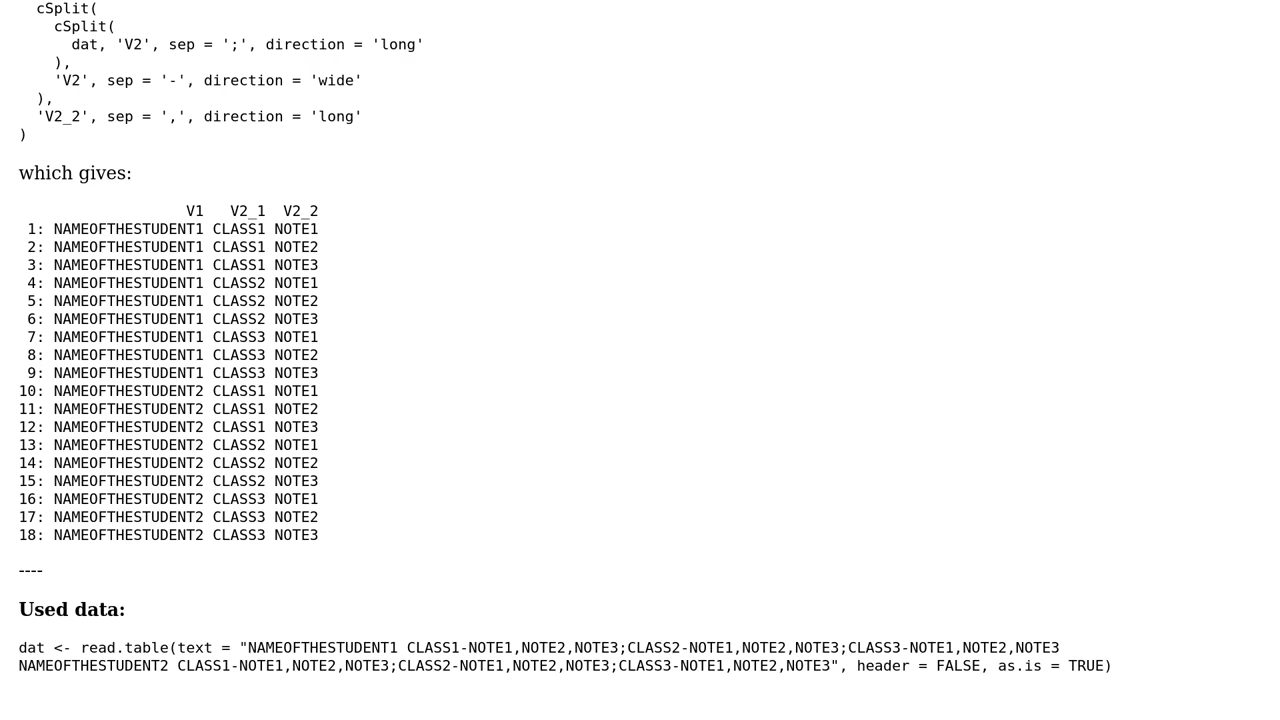 cSplit(
    cSplit(
      dat, 'V2', sep = ';', direction = 'long'
    ),
    'V2', sep = '-', direction = 'wide'
  ),
  'V2_2', sep = ',', direction = 'long'
)
which gives:
                   V1   V2_1  V2_2
 1: NAMEOFTHESTUDENT1 CLASS1 NOTE1
 2: NAMEOFTHESTUDENT1 CLASS1 NOTE2
 3: NAMEOFTHESTUDENT1 CLASS1 NOTE3
 4: NAMEOFTHESTUDENT1 CLASS2 NOTE1
 5: NAMEOFTHESTUDENT1 CLASS2 NOTE2
 6: NAMEOFTHESTUDENT1 CLASS2 NOTE3
 7: NAMEOFTHESTUDENT1 CLASS3 NOTE1
 8: NAMEOFTHESTUDENT1 CLASS3 NOTE2
 9: NAMEOFTHESTUDENT1 CLASS3 NOTE3
10: NAMEOFTHESTUDENT2 CLASS1 NOTE1
11: NAMEOFTHESTUDENT2 CLASS1 NOTE2
12: NAMEOFTHESTUDENT2 CLASS1 NOTE3
13: NAMEOFTHESTUDENT2 CLASS2 NOTE1
14: NAMEOFTHESTUDENT2 CLASS2 NOTE2
15: NAMEOFTHESTUDENT2 CLASS2 NOTE3
16: NAMEOFTHESTUDENT2 CLASS3 NOTE1
17: NAMEOFTHESTUDENT2 CLASS3 NOTE2
18: NAMEOFTHESTUDENT2 CLASS3 NOTE3
----
Used data:
dat <- read.table(text = "NAMEOFTHESTUDENT1 CLASS1-NOTE1,NOTE2,NOTE3;CLASS2-NOTE1,NOTE2,NOTE3;CLASS3-NOTE1,NOTE2,NOTE3
NAMEOFTHESTUDENT2 CLASS1-NOTE1,NOTE2,NOTE3;CLASS2-NOTE1,NOTE2,NOTE3;CLASS3-NOTE1,NOTE2,NOTE3", header = FALSE, as.is = TRUE)